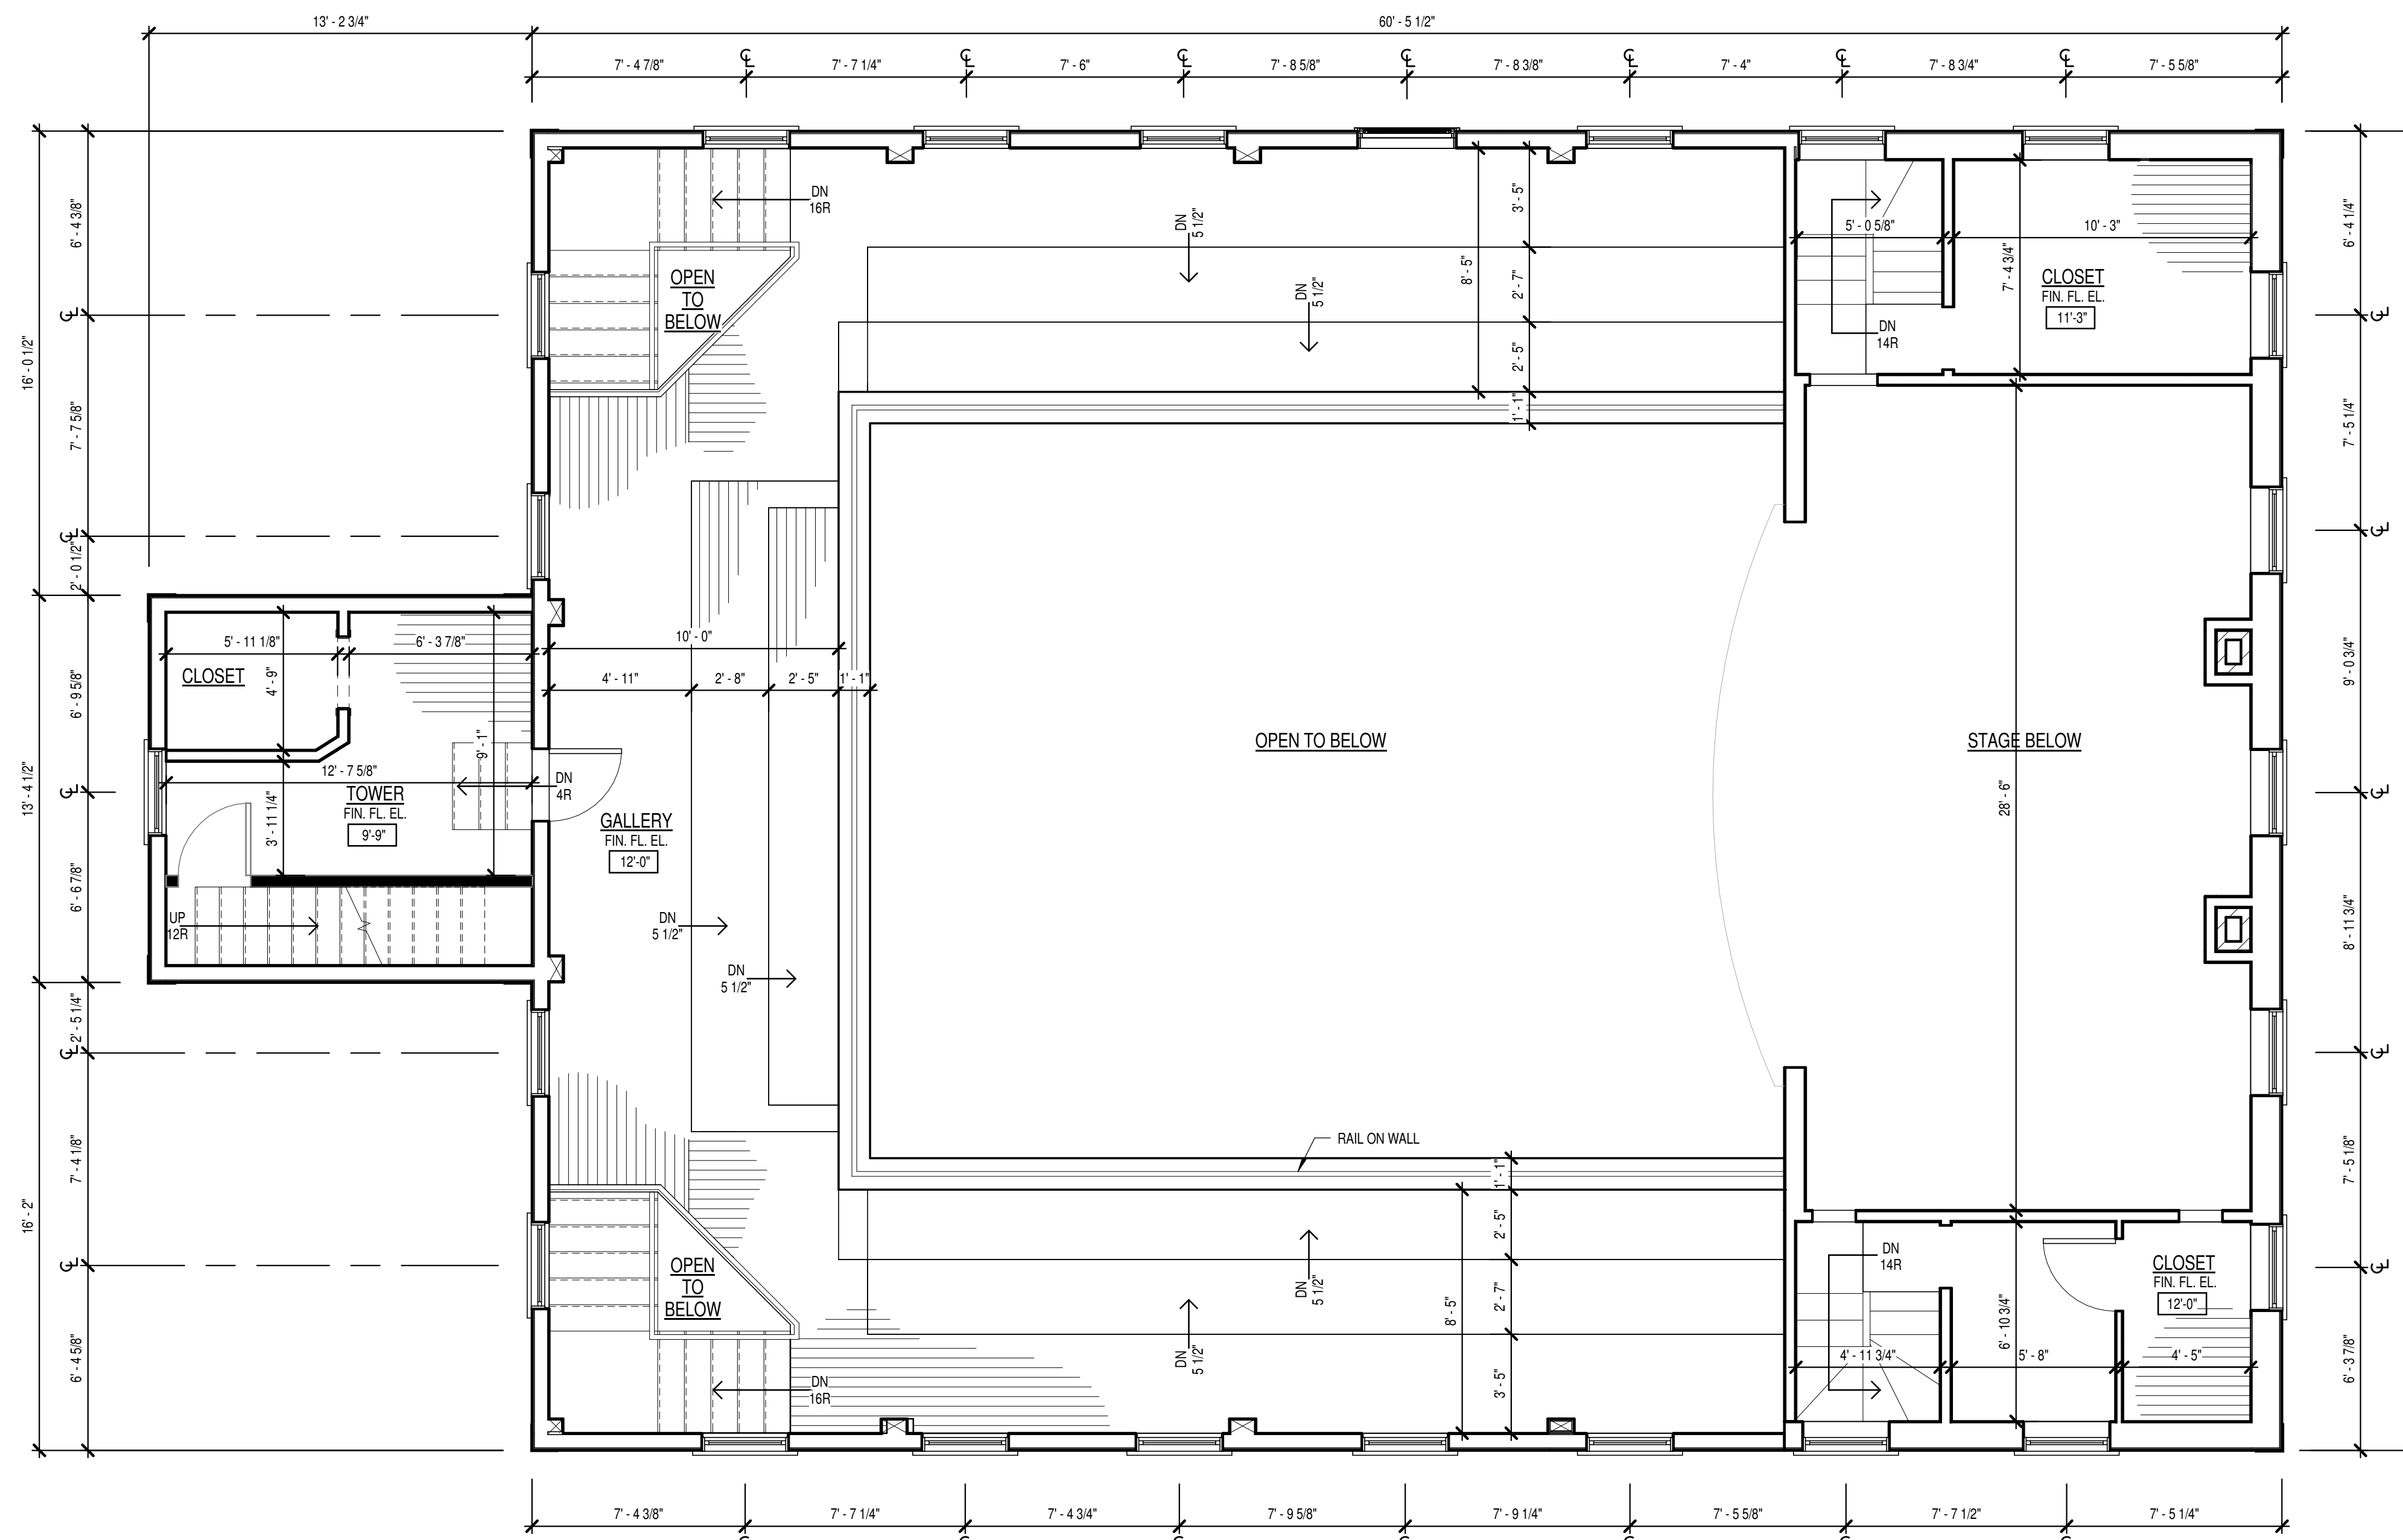 13' - 2 3/4"
60' - 5 1/2"
7' - 4 7/8"
7' - 7 1/4"
7' - 6"
7' - 8 5/8"
7' - 8 3/8"
7' - 4"
7' - 8 3/4"
7' - 5 5/8"
16' - 0 1/2"
13' - 4 1/2"
16' - 2"
6' - 4 3/8"
7' - 7 5/8"
2' - 0 1/2"
6' - 9 5/8"
6' - 6 7/8"
2' - 5 1/4"
7' - 4 1/8"
6' - 4 5/8"
DN
16R
OPEN
TO
BELOW
DN
5 1/2"
DN
5 1/2"
8' - 5"
3' - 5"
2' - 7"
2' - 5"
1' - 1"
5' - 0 5/8"
10' - 3"
7' - 4 3/4"
CLOSET
FIN. FL. EL.
11'-3"
DN
14R
5' - 11 1/8"
6' - 3 7/8"
CLOSET
4' - 9"
9' - 1"
12' - 7 5/8"
TOWER
FIN. FL. EL.
9'-9"
3' - 11 1/4"
DN
4R
UP
12R
10' - 0"
4' - 11"
2' - 8"
2' - 5"
1' - 1"
GALLERY
FIN. FL. EL.
12'-0"
DN
5 1/2"
DN
5 1/2"
OPEN TO BELOW
STAGE BELOW
28' - 6"
RAIL ON WALL
OPEN
TO
BELOW
DN
16R
DN
5 1/2"
DN
5 1/2"
8' - 5"
1' - 1"
2' - 5"
2' - 7"
3' - 5"
DN
14R
CLOSET
FIN. FL. EL.
12'-0"
6' - 10 3/4"
4' - 11 3/4"
5' - 8"
4' - 5"
6' - 4 1/4"
7' - 5 1/4"
9' - 0 3/4"
8' - 11 3/4"
7' - 5 1/8"
6' - 3 7/8"
7' - 4 3/8"
7' - 7 1/4"
7' - 4 3/4"
7' - 9 5/8"
7' - 9 1/4"
7' - 5 5/8"
7' - 7 1/2"
7' - 5 1/4"